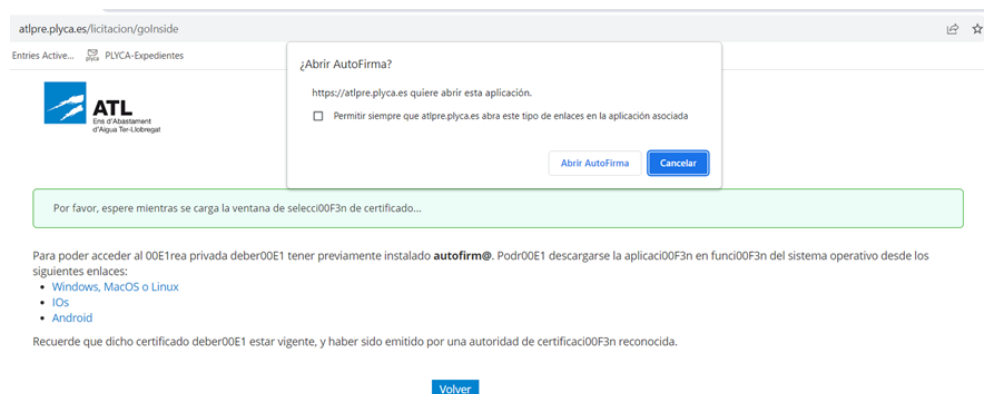 atlpre.plyca.es/licitacion/goInside
Entries Active... plyca PLYCA-Expedientes
¿Abrir AutoFirma?
https://atlpre.plyca.es quiere abrir esta aplicación.
Permitir siempre que atlpre.plyca.es abra este tipo de enlaces en la aplicación asociada
Abrir AutoFirma Cancelar
ATL
Ens d'Abastament
d'Aigua Ter-Llobregat
Por favor, espere mientras se carga la ventana de selecci00F3n de certificado...
Para poder acceder al 00E1rea privada deber00E1 tener previamente instalado autofirm@. Podr00E1 descargarse la aplicaci00F3n en funci00F3n del sistema operativo desde los
siguientes enlaces:
• Windows, MacOS o Linux
• IOs
• Android
Recuerde que dicho certificado deber00E1 estar vigente, y haber sido emitido por una autoridad de certificaci00F3n reconocida.
Volver